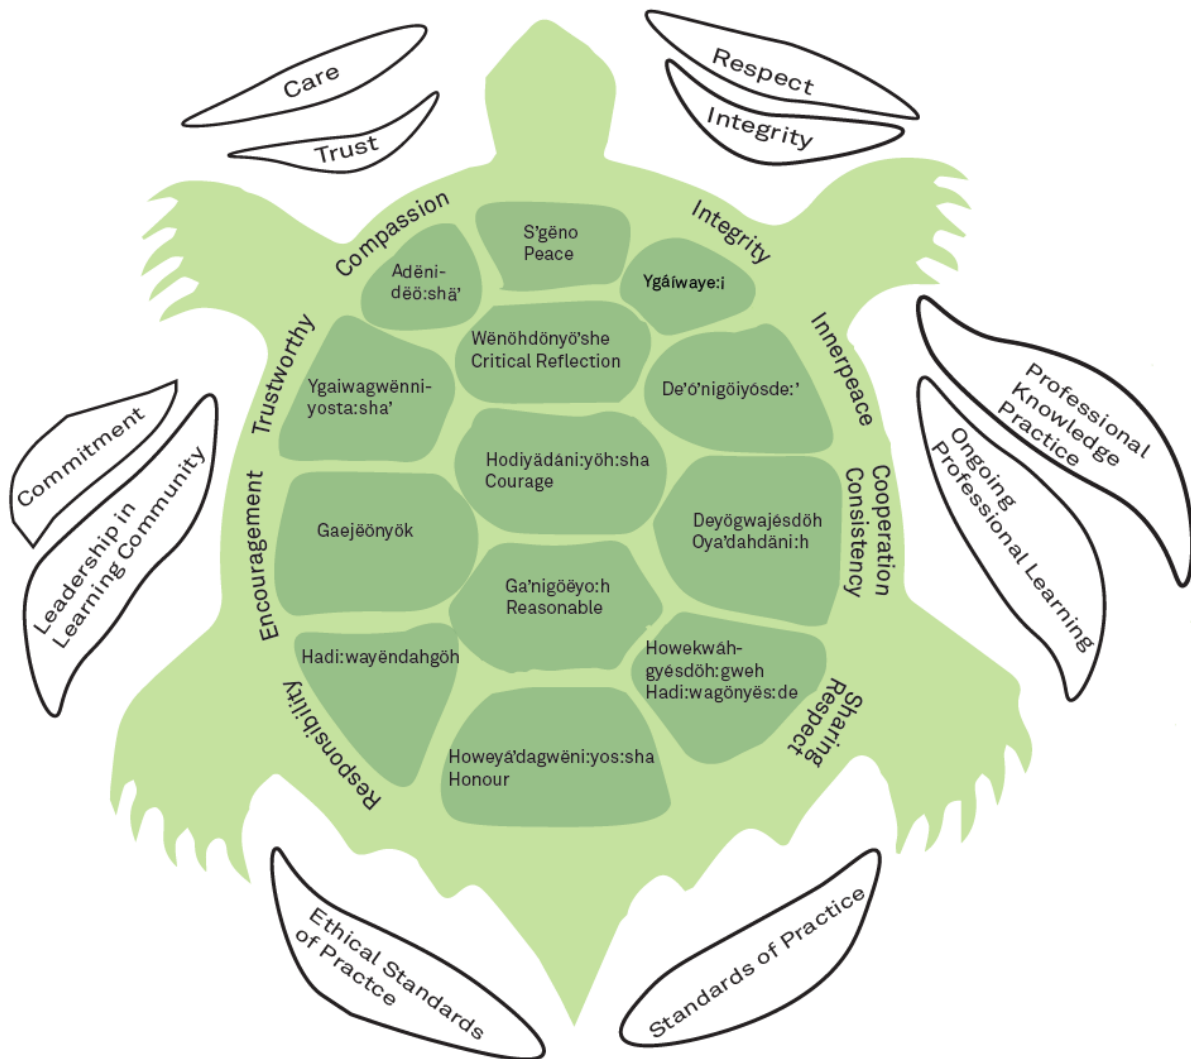 Care
Trust
Respect
Integrity
Compassion
Integrity
S'gëno
Peace
Adëni-
dëö:shä'
Ygáíwaye:i
Wënöhdönyö'she
Critical Reflection
Trustworthy
Ygaiwagwënni-
yosta:sha'
De'ó'nigöiyósde:'
Innerpeace
Professional
Knowledge
Practice
Commitment
Leadership in
Learning Community
Hodiyädáni:yöh:sha
Courage
Ongoing
Professional Learning
Encouragement
Gaejëönyök
Deyögwajésdöh
Oya'dahdäni:h
Cooperation
Consistency
Ga'nigöëyo:h
Reasonable
Hadi:wayëndahgöh
Howekwáh-
gyésdöh:gweh
Hadi:wagönyës:de
Responsibility
Sharing
Respect
Howeyá'dagwëni:yos:sha
Honour
Ethical Standards
of Practce
Standards of Practice